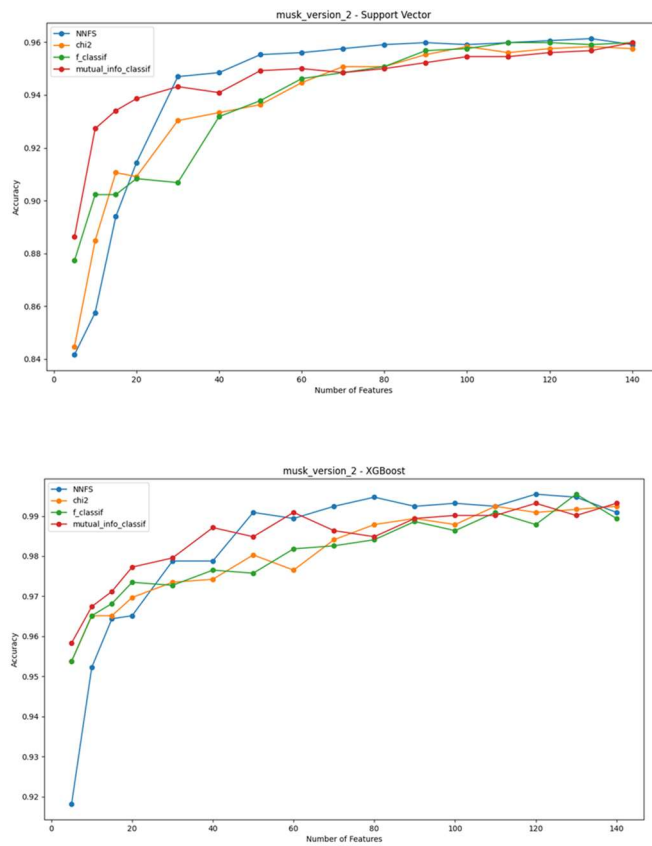 musk_version_2 - Support Vector
NNFS
chi2
f_classif
mutual_info_classif
0.96
0.94
0.92
0.90
0.88
0.86
0.84
Accuracy
0 20 40 60 80 100 120 140
Number of Features
musk_version_2 - XGBoost
NNFS
chi2
f_classif
mutual_info_classif
0.99
0.98
0.97
0.96
0.95
0.94
0.93
0.92
Accuracy
0 20 40 60 80 100 120 140
Number of Features